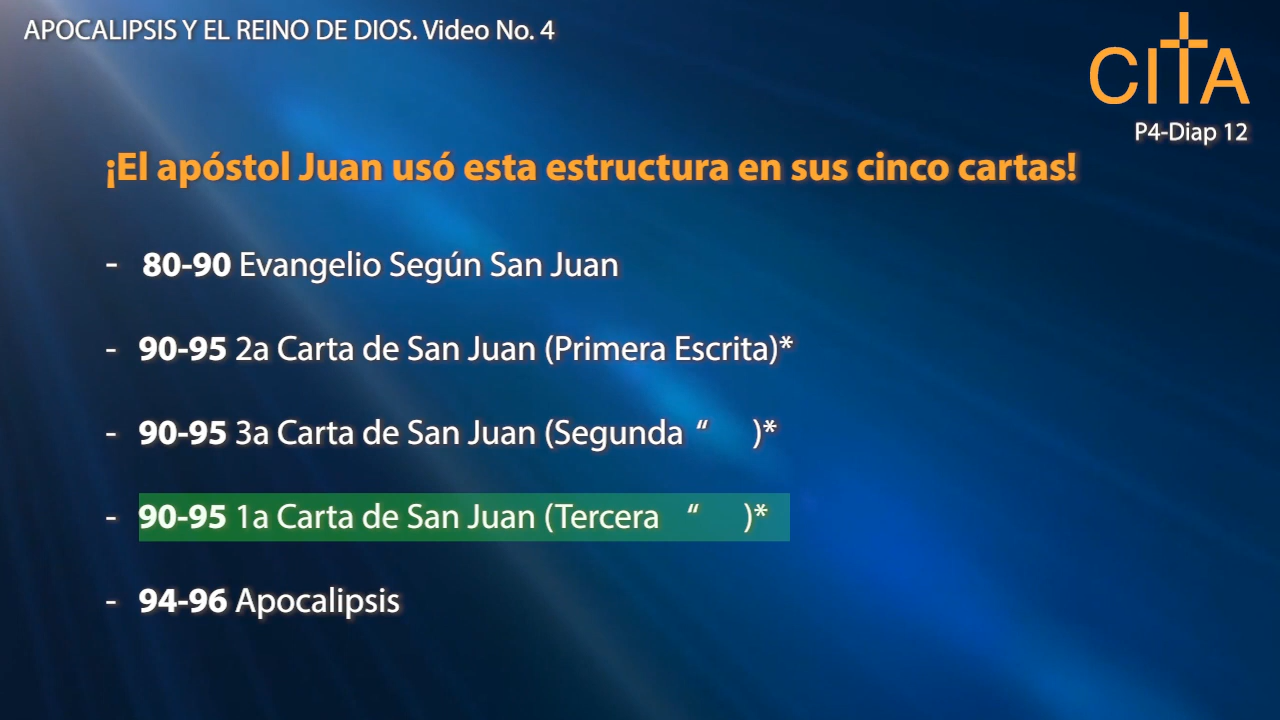 APOCALIPSIS Y EL REINO DE DIOS. Video No. 4
CITA
P4-Diap 12
¡El apóstol Juan usó esta estructura en sus cinco cartas!
- 80-90 Evangelio Según San Juan
- 90-95 2a Carta de San Juan (Primera Escrita)*
- 90-95 3a Carta de San Juan (Segunda “ )*
- 90-95 1a Carta de San Juan (Tercera “ )*
- 94-96 Apocalipsis